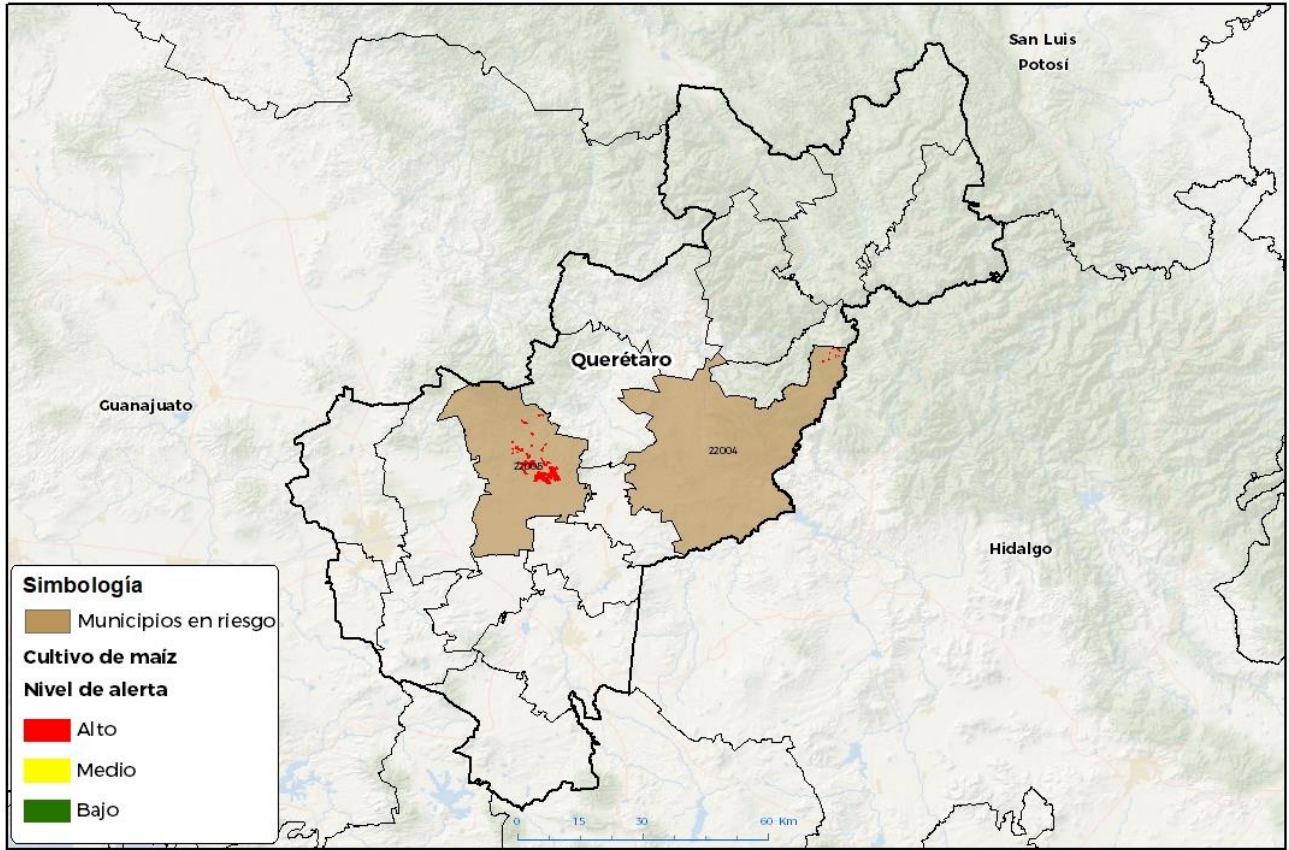 San Luis
Potosí
Querétaro
Guanajuato
22004
Hidalgo
Simbología
Municipios en riesgo
Cultivo de maíz
Nivel de alerta
Alto
Medio
Bajo
0 15 30 60 Km